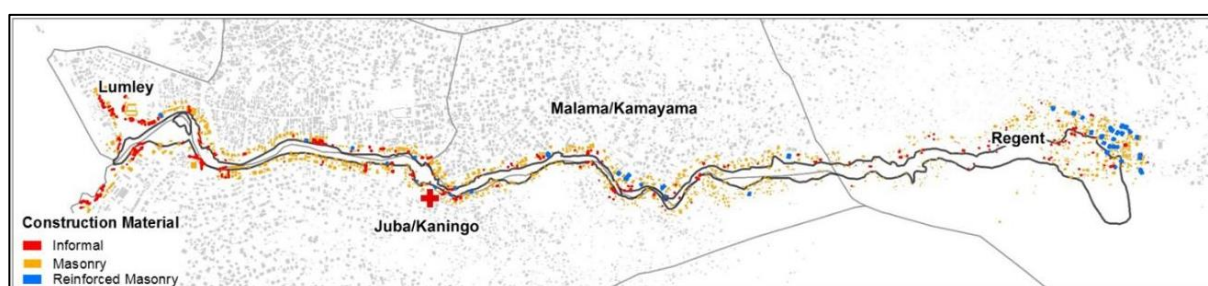 Lumley
Malama/Kamayama
Regent
Juba/Kaningo
Construction Material
Informal
Masonry
Reinforced Masonry